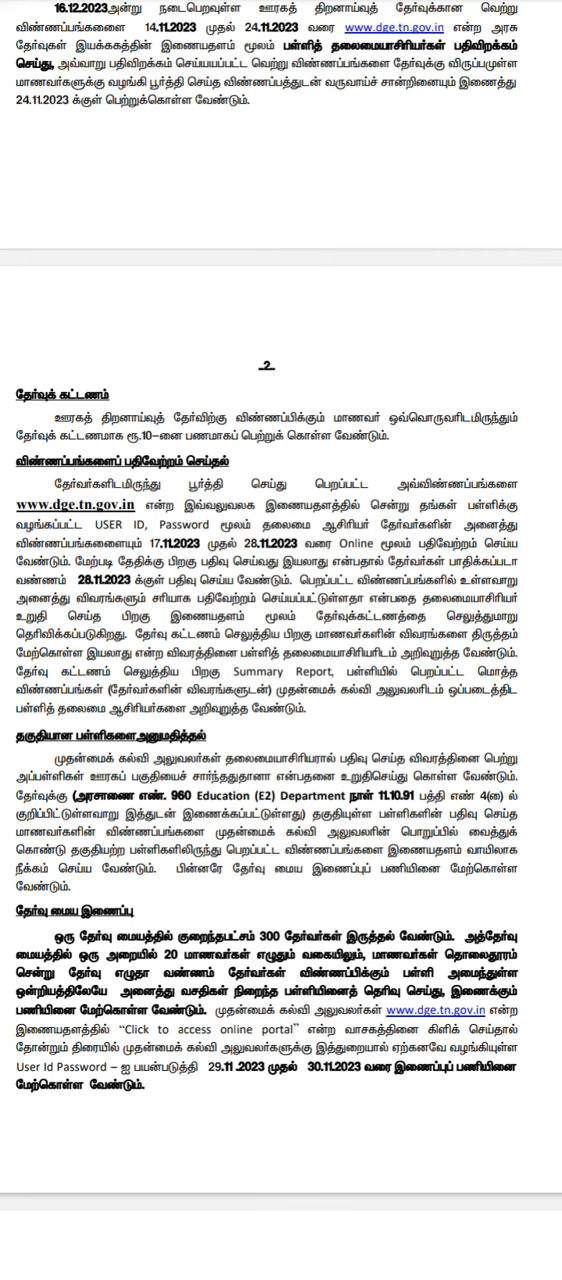 16.12.2023அன்று நடைபெறவுள்ள ஊரகத் திறனாய்வுத் தேர்வுக்கான வெற்று
விண்ணப்பங்களைை 14.11.2023 முதல் 24.11.2023 வரை www.dge.tn.gov.in என்ற அரசு
தேர்வுகள் இயக்ககத்தின் இணையதளம் மூலம் பள்ளித் தலைமையாசிரியர்கள் பதிவிறக்கம்
செய்து, அவ்வாறு பதிவிறக்கம் செய்யயப்பட்ட வெற்று விண்ணப்பங்களை தேர்வுக்கு விருப்பமுள்ள
மாணவர்களுக்கு வழங்கி பூர்த்தி செய்த விண்ணப்பத்துடன் வருவாய்ச் சான்றினையும் இணைத்து
24.11.2023 க்குள் பெற்றுக்கொள்ள வேண்டும்.
-2-
தேர்வுக் கட்டணம்
ஊரகத் திறனாய்வுத் தேர்விற்கு விண்ணப்பிக்கும் மாணவர் ஒவ்வொருவரிடமிருந்தும்
தேர்வுக் கட்டணமாக ரூ.10-னை பணமாகப் பெற்றுக் கொள்ள வேண்டும்.
விண்ணப்பங்களைப் பதிவேற்றம் செய்தல்
தேர்வர்களிடமிருந்து பூர்த்தி செய்து பெறப்பட்ட அவ்விண்ணப்பங்களை
www.dge.tn.gov.in என்ற இவ்வலுவலக இணையதளத்தில் சென்று தங்கள் பள்ளிக்கு
வழங்கப்பட்ட USER ID, Password மூலம் தலைமை ஆசிரியர் தேர்வர்களின் அனைத்து
விண்ணப்பங்களையும் 17.11.2023 முதல் 28.11.2023 வரை Online மூலம் பதிவேற்றம் செய்ய
வேண்டும். மேற்படி தேதிக்கு பிறகு பதிவு செய்வது இயலாது என்பதால் தேர்வர்கள் பாதிக்கப்படா
வண்ணம் 28.11.2023 க்குள் பதிவு செய்ய வேண்டும். பெறப்பட்ட விண்ணப்பங்களில் உள்ளவாறு
அனைத்து விவரங்களும் சரியாக பதிவேற்றம் செய்யப்பட்டுள்ளதா என்பதை தலைமைஆசிரியர்
உறுதி செய்த பிறகு இணையதளம் மூலம் தேர்வுக்கட்டணத்தை செலுத்துமாறு
தெரிவிக்கப்படுகிறது. தேர்வு கட்டணம் செலுத்திய பிறகு மாணவர்களின் விவரங்களை திருத்தம்
மேற்கொள்ள இயலாது என்ற விவரத்தினை பள்ளித் தலைமையாசிரியரிடம் அறிவுறுத்த வேண்டும்.
தேர்வு கட்டணம் செலுத்திய பிறகு Summary Report, பள்ளியில் பெறப்பட்ட மொத்த
விண்ணப்பங்கள் (தேர்வர்களின் விவரங்களுடன்) முதன்மைக் கல்வி அலுவலரிடம் ஒப்படைத்திட
பள்ளித் தலைமை ஆசிரியர்களை அறிவுறுத்த வேண்டும்.
தகுதியான பள்ளிகளைஅனுமதித்தல்
முதன்மைக் கல்வி அலுவலர்கள் தலைமையாசிரியரால் பதிவு செய்த விவரத்தினை பெற்று
அப்பள்ளிகள் ஊரகப் பகுதியைச் சார்ந்ததுதானா என்பதனை உறுதிசெய்து கொள்ள வேண்டும்.
தேர்வுக்கு (அரசாணை எண். 960 Education (E2) Department நாள் 11.10.91 பத்தி எண் 4(எ) ல்
குறிப்பிட்டுள்ளவாறு இத்துடன் இணைக்கப்பட்டுள்ளது) தகுதியுள்ள பள்ளிகளின் பதிவு செய்த
மாணவர்களின் விண்ணப்பங்களை முதன்மைக் கல்வி அலுவலரின் பொறுப்பில் வைத்துக்
கொண்டு தகுதியற்ற பள்ளிகளிலிருந்து பெறப்பட்ட விண்ணப்பங்களை இணையதளம் வாயிலாக
நீக்கம் செய்ய வேண்டும். பின்னரே தேர்வு மைய இணைப்புப் பணியினை மேற்கொள்ள
வேண்டும்.
தேர்வு மைய இணைப்பு
ஒரு தேர்வு மையத்தில் குறைந்தபட்சம் 300 தேர்வர்கள் இருத்தல் வேண்டும். அத்தேர்வு
மையத்தில் ஒரு அறையில் 20 மாணவர்கள் எழுதும் வகையிலும், மாணவர்கள் தொலைதூரம்
சென்று தேர்வு எழுதா வண்ணம் தேர்வர்கள் விண்ணப்பிக்கும் பள்ளி அமைந்துள்ள
ஒன்றியத்திலேயே அனைத்து வசதிகள் நிறைந்த பள்ளியினைத் தெரிவு செய்து, இணைக்கும்
பணியினை மேற்கொள்ள வேண்டும். முதன்மைக் கல்வி அலுவலர்கள் www.dge.tn.gov.in என்ற
இணையதளத்தில் “Click to access online portal” என்ற வாசகத்தினை கிளிக் செய்தால்
தோன்றும் திரையில் முதன்மைக் கல்வி அலுவலர்களுக்கு இத்துறையால் ஏற்கனவே வழங்கியுள்ள
User Id Password – ஐ பயன்படுத்தி 29.11.2023 முதல் 30.11.2023 வரை இணைப்புப் பணியினை
மேற்கொள்ள வேண்டும்.